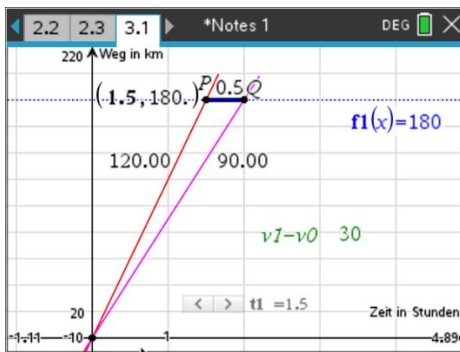 2.2 2.3 3.1 *Notes 1 DEG
220 Weg in km
(1.5,180.) P 0.5 Q
f1(x)=180
120.00 90.00
v1-v0 30
< > t1 =1.5
20 Zeit in Stunden
-1.11 -10 1 4.89